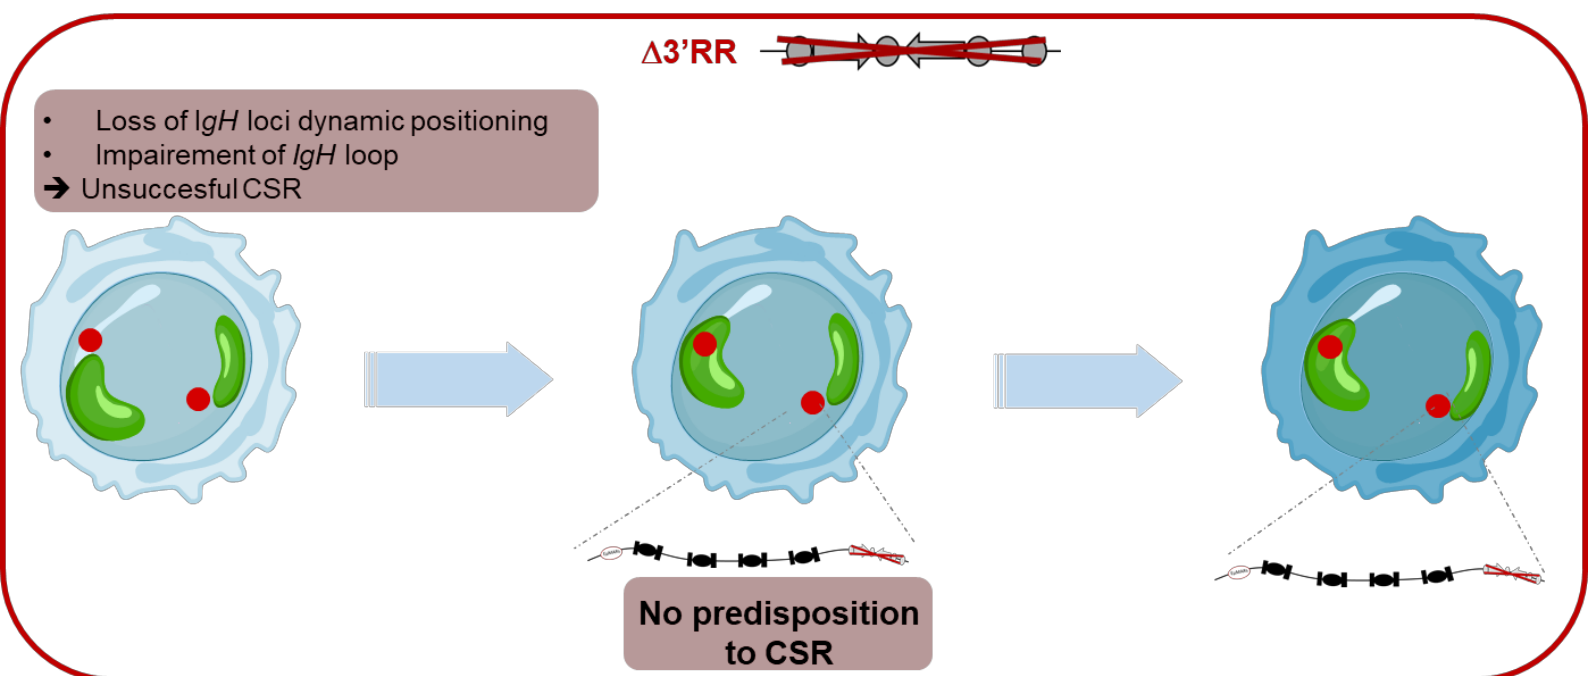 Δ3'RR
• Loss of IgH loci dynamic positioning
• Impairement of IgH loop
➔ Unsuccesful CSR
No predisposition
to CSR